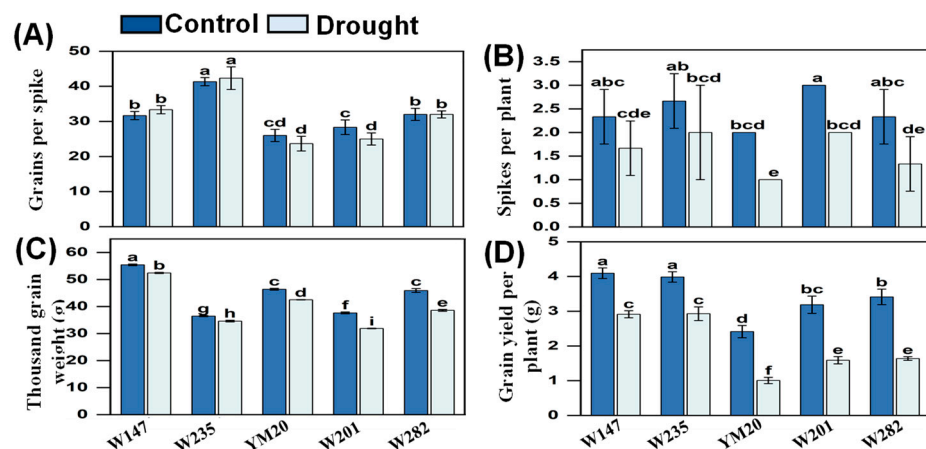 Control Drought
(A)
Grains per spike
50
40
30
20
10
0
b b a a cd d c d b b
(B)
Spikes per plant
3.5
3.0
2.5
2.0
1.5
1.0
0.5
0.0
abc cde ab bcd bcd e a bcd abc de
(C)
Thousand grain
weight (g)
60
50
40
30
20
10
0
a b g h c d f i c e
W147 W235 YM20 W201 W282
(D)
Grain yield per
plant (g)
5
4
3
2
1
0
a c a c d f bc e b e
W147 W235 YM20 W201 W282